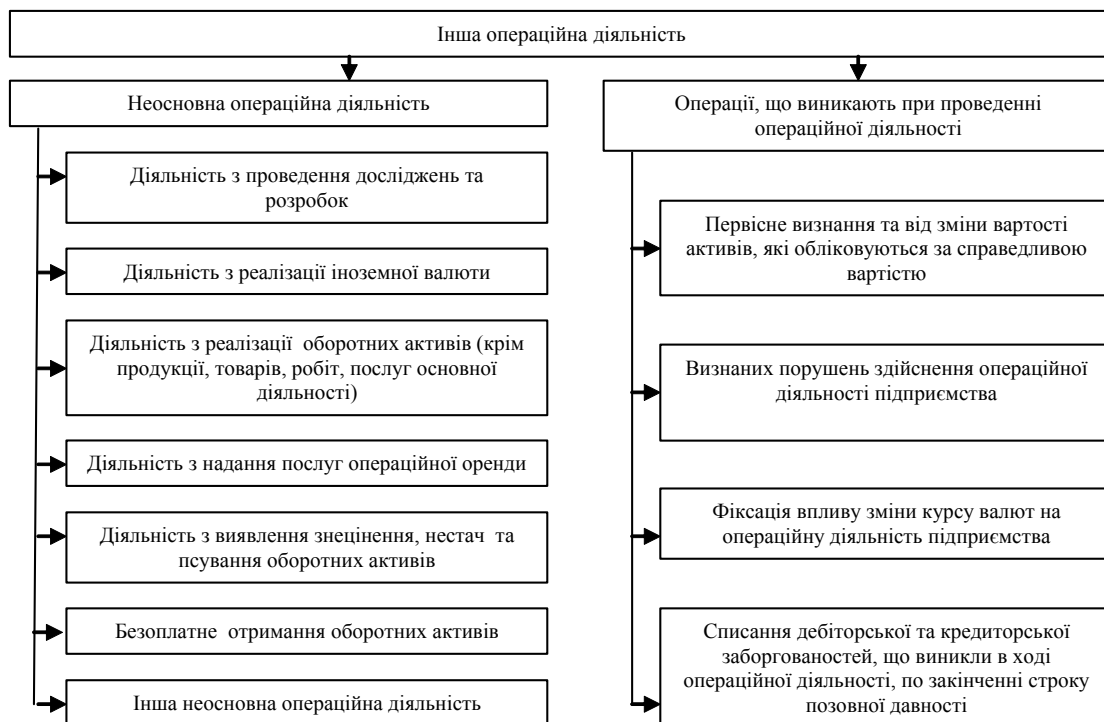 Інша операційна діяльність
Неосновна операційна діяльність
Діяльність з проведення досліджень та
розробок
Діяльність з реалізації іноземної валюти
Діяльність з реалізації оборотних активів (крім
продукції, товарів, робіт, послуг основної
діяльності)
Діяльність з надання послуг операційної оренди
Діяльність з виявлення знецінення, нестач та
псування оборотних активів
Безоплатне отримання оборотних активів
Інша неосновна операційна діяльність
Операції, що виникають при проведенні
операційної діяльності
Первісне визнання та від зміни вартості
активів, які обліковуються за справедливою
вартістю
Визнаних порушень здійснення операційної
діяльності підприємства
Фіксація впливу зміни курсу валют на
операційну діяльність підприємства
Списання дебіторської та кредиторської
заборгованостей, що виникли в ході
операційної діяльності, по закінченні строку
позовної давності